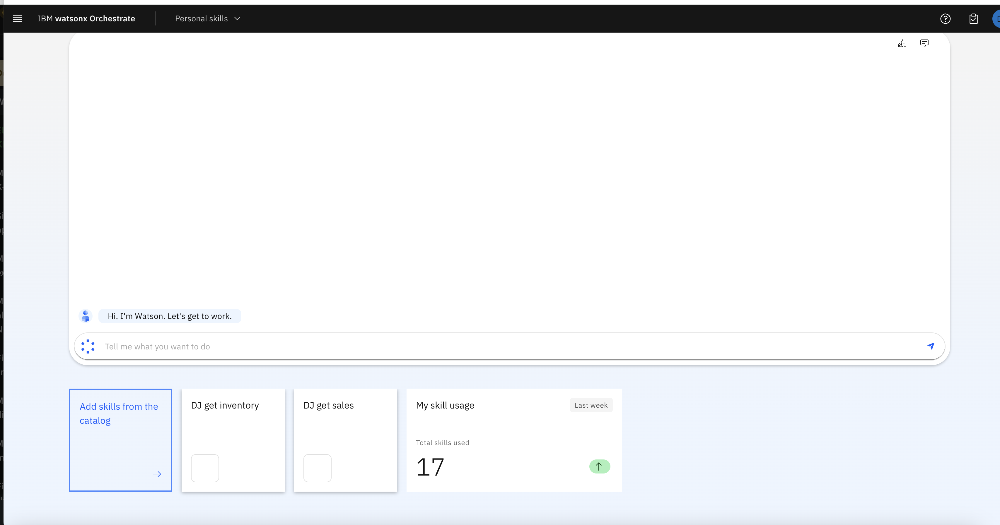 IBM watsonx Orchestrate
Personal skills
Hi. I'm Watson. Let's get to work.
Tell me what you want to do
Add skills from the
catalog
DJ get inventory
DJ get sales
My skill usage
Last week
Total skills used
17